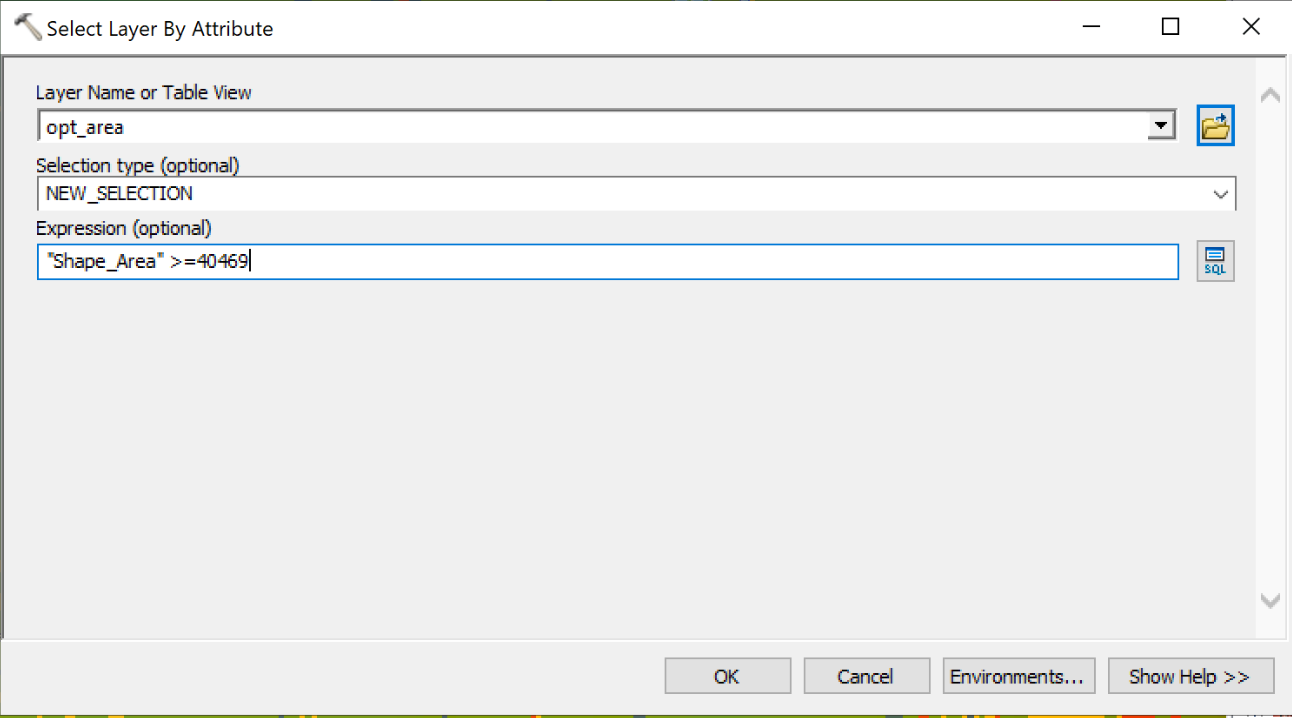 Select Layer By Attribute
Layer Name or Table View
opt_area
Selection type (optional)
NEW_SELECTION
Expression (optional)
"Shape_Area" >=40469
SQL
OK Cancel Environments... Show Help >>